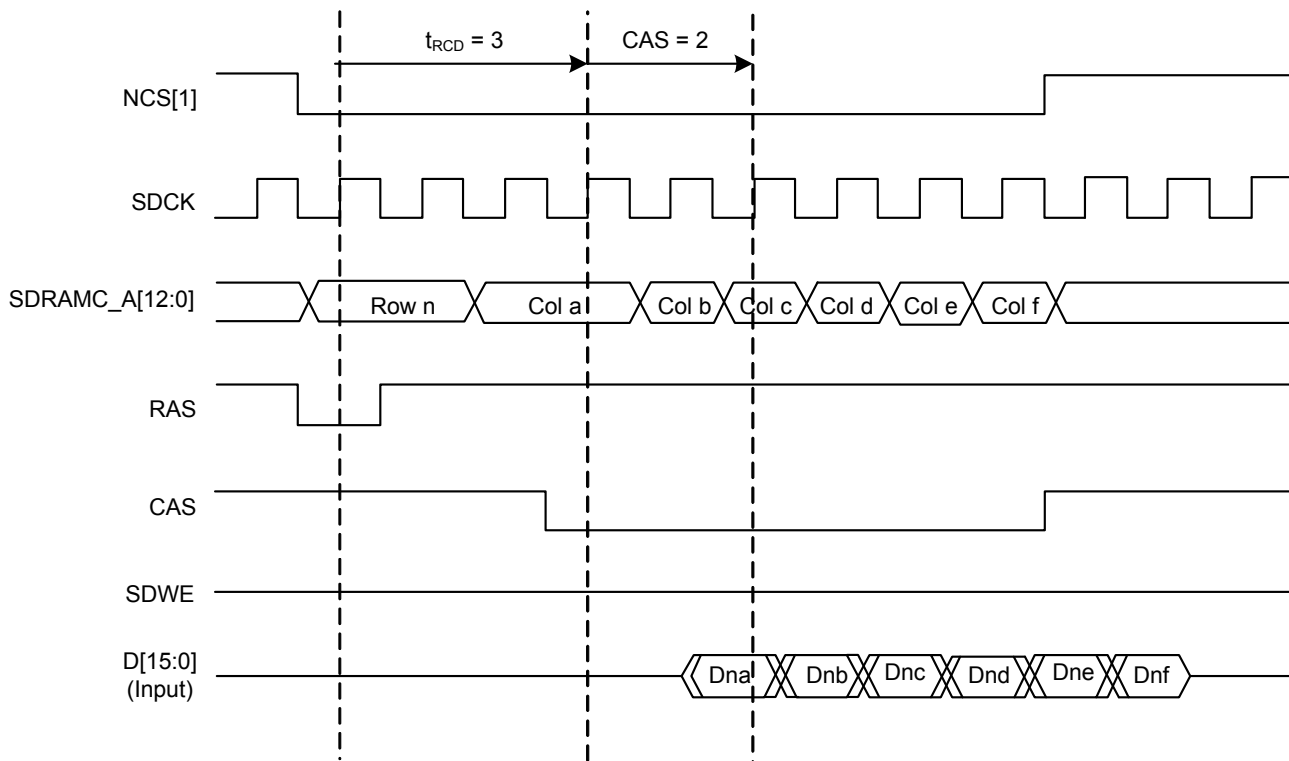 tRCD = 3
CAS = 2
NCS[1]
SDCK
SDRAMC_A[12:0]
Row n
Col a
Col b
Col c
Col d
Col e
Col f
RAS
CAS
SDWE
D[15:0]
(Input)
Dna
Dnb
Dnc
Dnd
Dne
Dnf